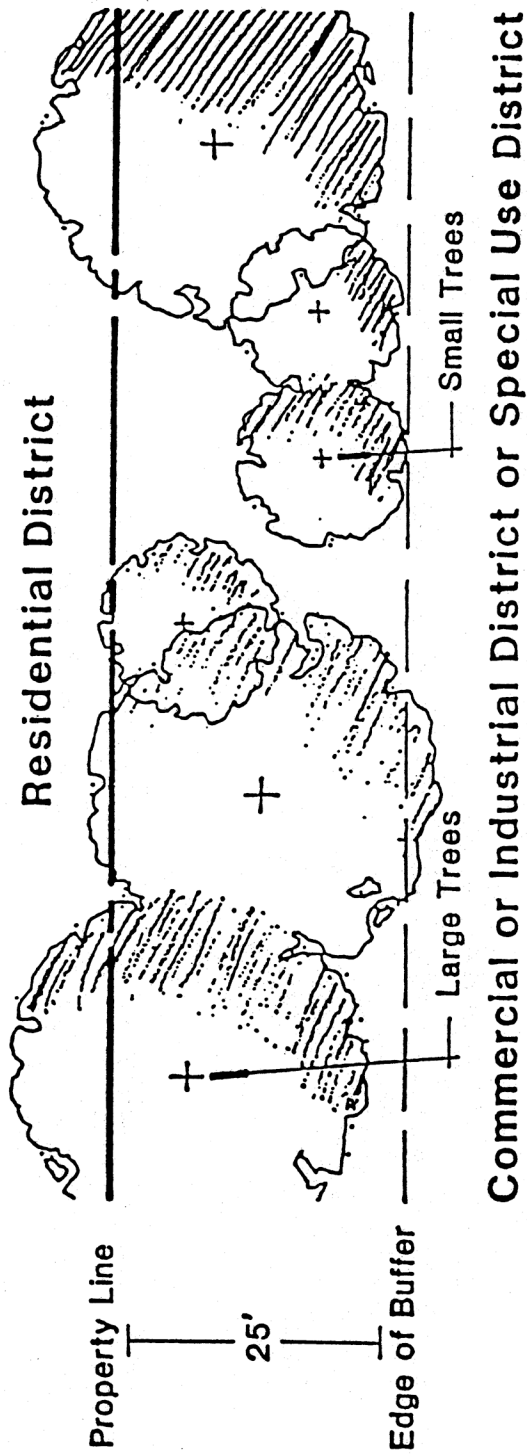 Residential District
Property Line
25'
Edge of Buffer
Large Trees
Small Trees
Commercial or Industrial District or Special Use District